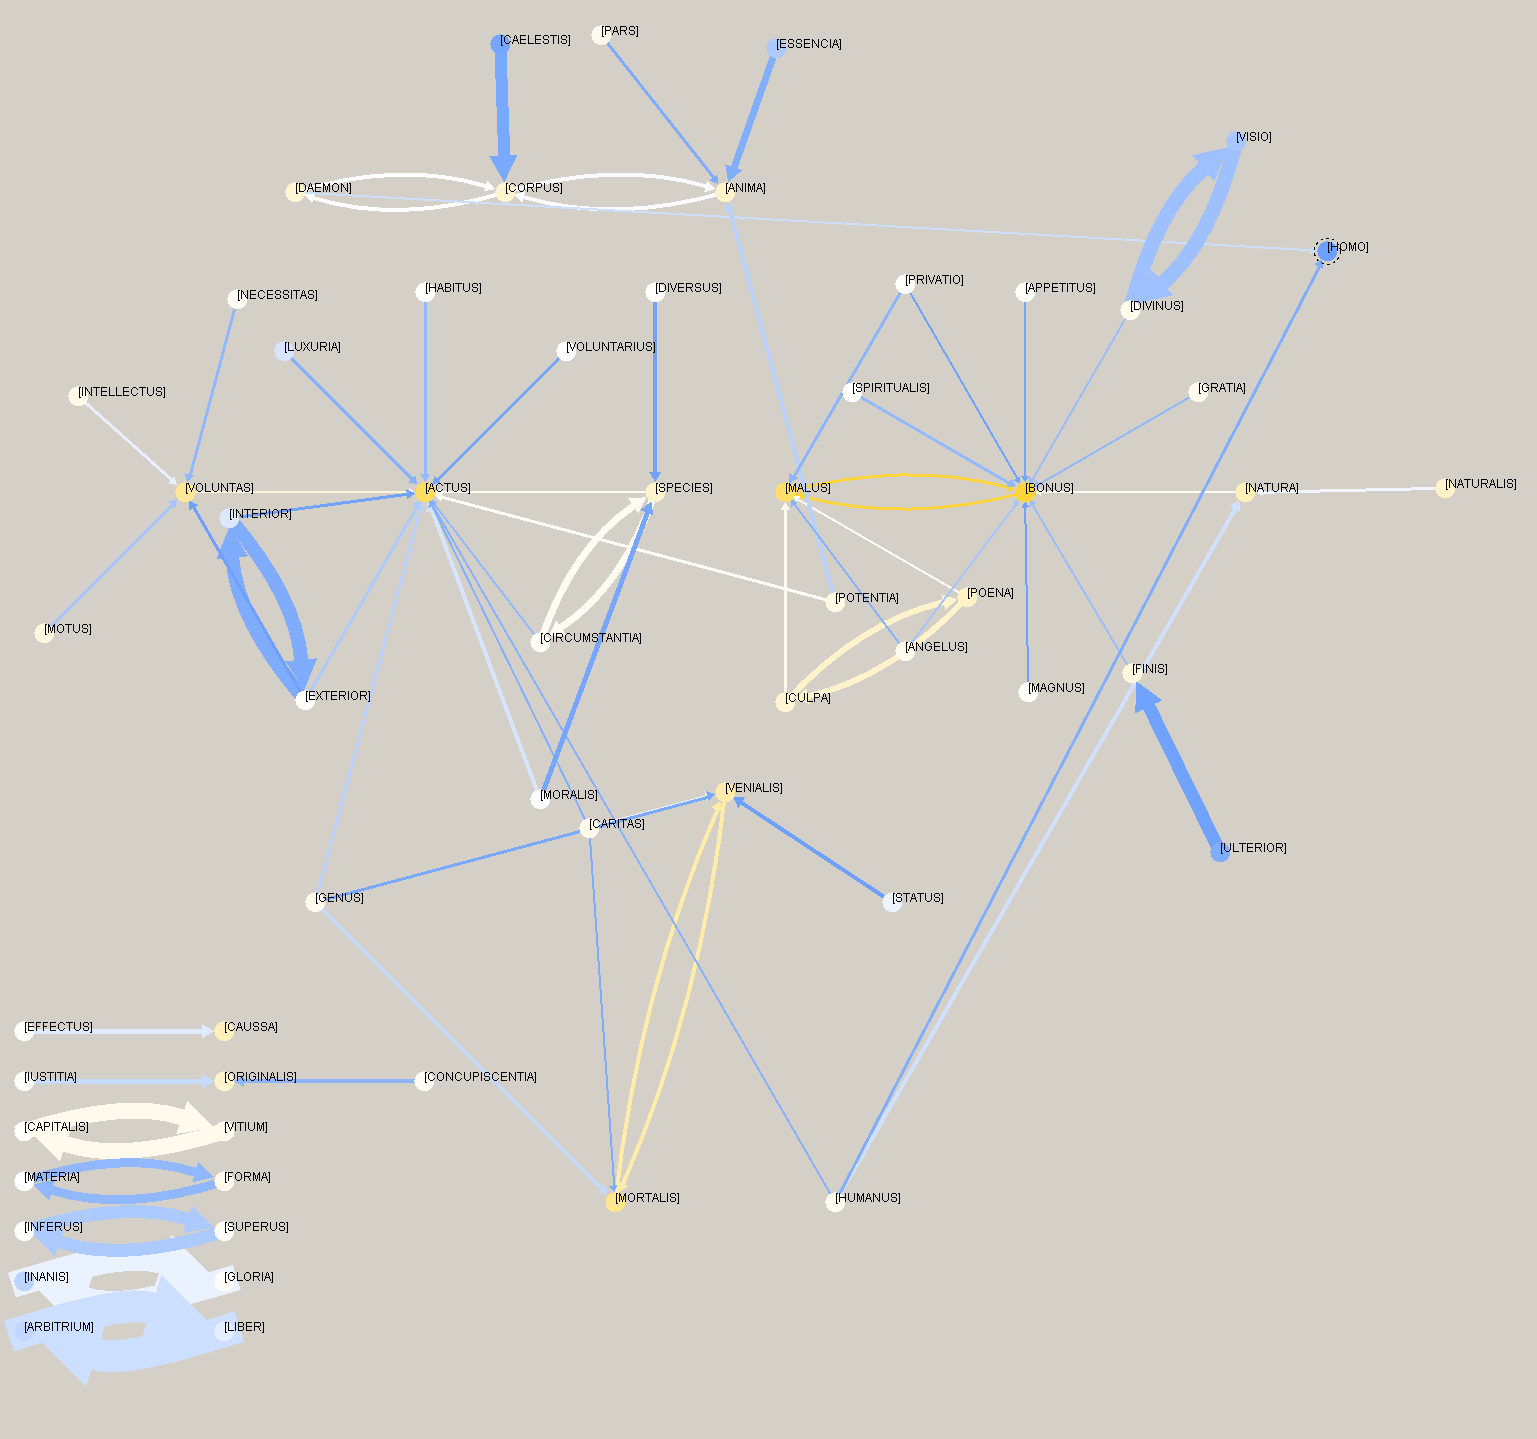 [CAELESTIS]
[PARS]
[ESSENCIA]
[VISIO]
[DAEMON]
[CORPUS]
[ANIMA]
[HOMO]
[NECESSITAS]
[HABITUS]
[DIVERSUS]
[PRIVATIO]
[APPETITUS]
[DIVINUS]
[LUXURIA]
[VOLUNTARIUS]
[INTELLECTUS]
[SPIRITUALIS]
[GRATIA]
[VOLUNTAS]
[ACTUS]
[SPECIES]
[MALUS]
[BONUS]
[NATURA]
[NATURALIS]
[INTERIOR]
[MOTUS]
[POTENTIA]
[POENA]
[CIRCUMSTANTIA]
[ANGELUS]
[EXTERIOR]
[CULPA]
[MAGNUS]
[FINIS]
[MORALIS]
[VENIALIS]
[CARITAS]
[ULTERIOR]
[GENUS]
[STATUS]
[EFFECTUS]
[CAUSSA]
[IUSTITIA]
[ORIGINALIS]
[CONCUPISCENTIA]
[CAPITALIS]
[VITIUM]
[MATERIA]
[FORMA]
[MORTALIS]
[HUMANUS]
[INFERUS]
[SUPERUS]
[INANIS]
[GLORIA]
[ARBITRIUM]
[LIBER]